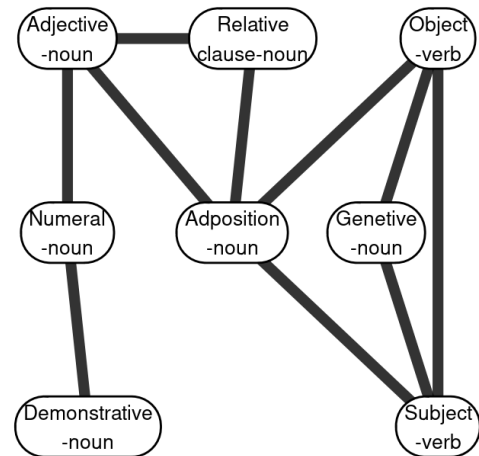 Adjective
-noun
Relative
clause-noun
Object
-verb
Numeral
-noun
Adposition
-noun
Genetive
-noun
Demonstrative
-noun
Subject
-verb